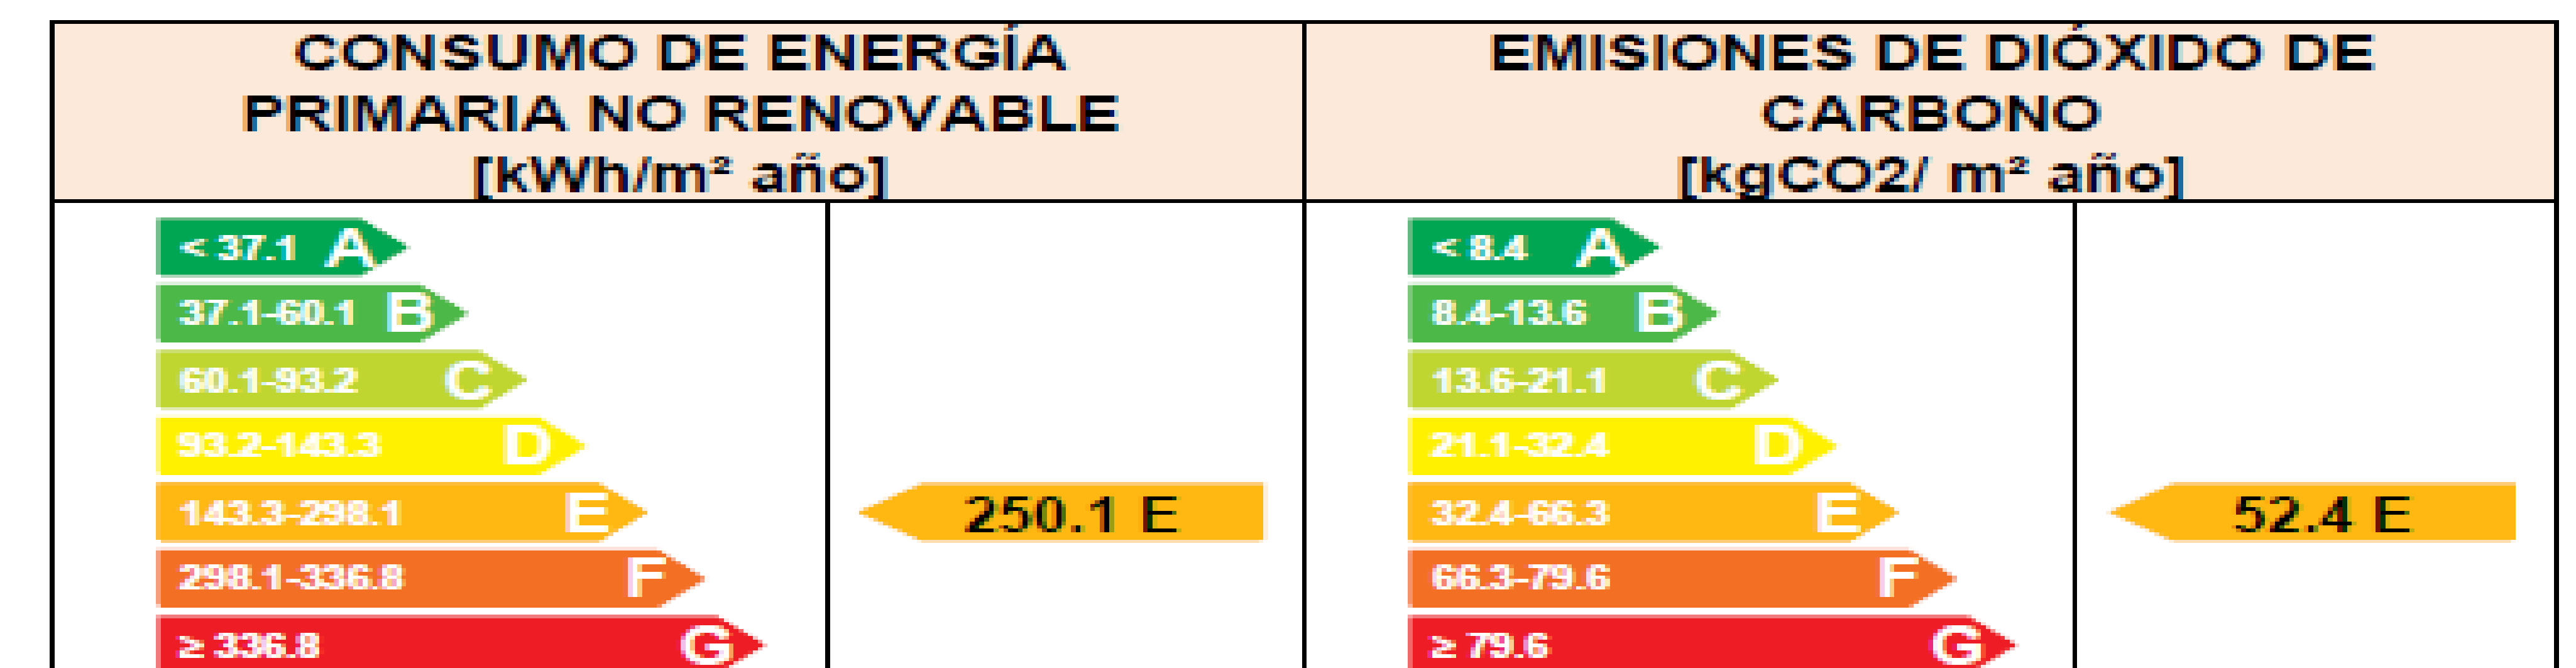 CONSUMO DE ENERGÍA
PRIMARIA NO RENOVABLE
[kWh/m² año]
EMISIONES DE DIÓXIDO DE
CARBONO
[kgCO2/ m² año]
< 37.1 A
37.1-60.1 B
60.1-93.2 C
93.2-143.3 D
143.3-298.1 E
298.1-336.8 F
≥ 336.8 G
250.1 E
< 8.4 A
8.4-13.6 B
13.6-21.1 C
21.1-32.4 D
32.4-66.3 E
66.3-79.6 F
≥ 79.6 G
52.4 E